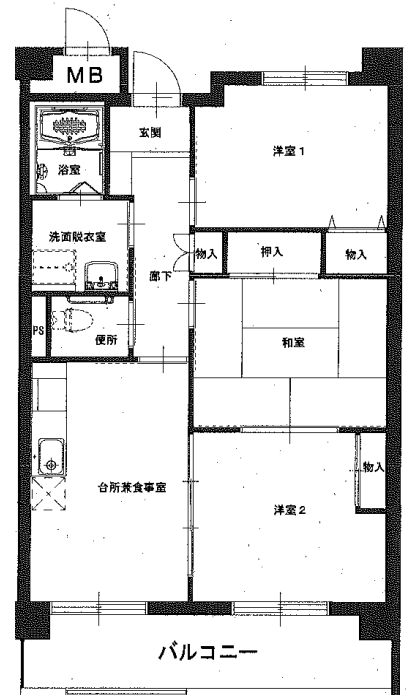 MB
玄関
洋室1
浴室
洗面脱衣室
物入
押入
物入
廊下
PS
便所
和室
台所兼食事室
洋室2
物入
バルコニー